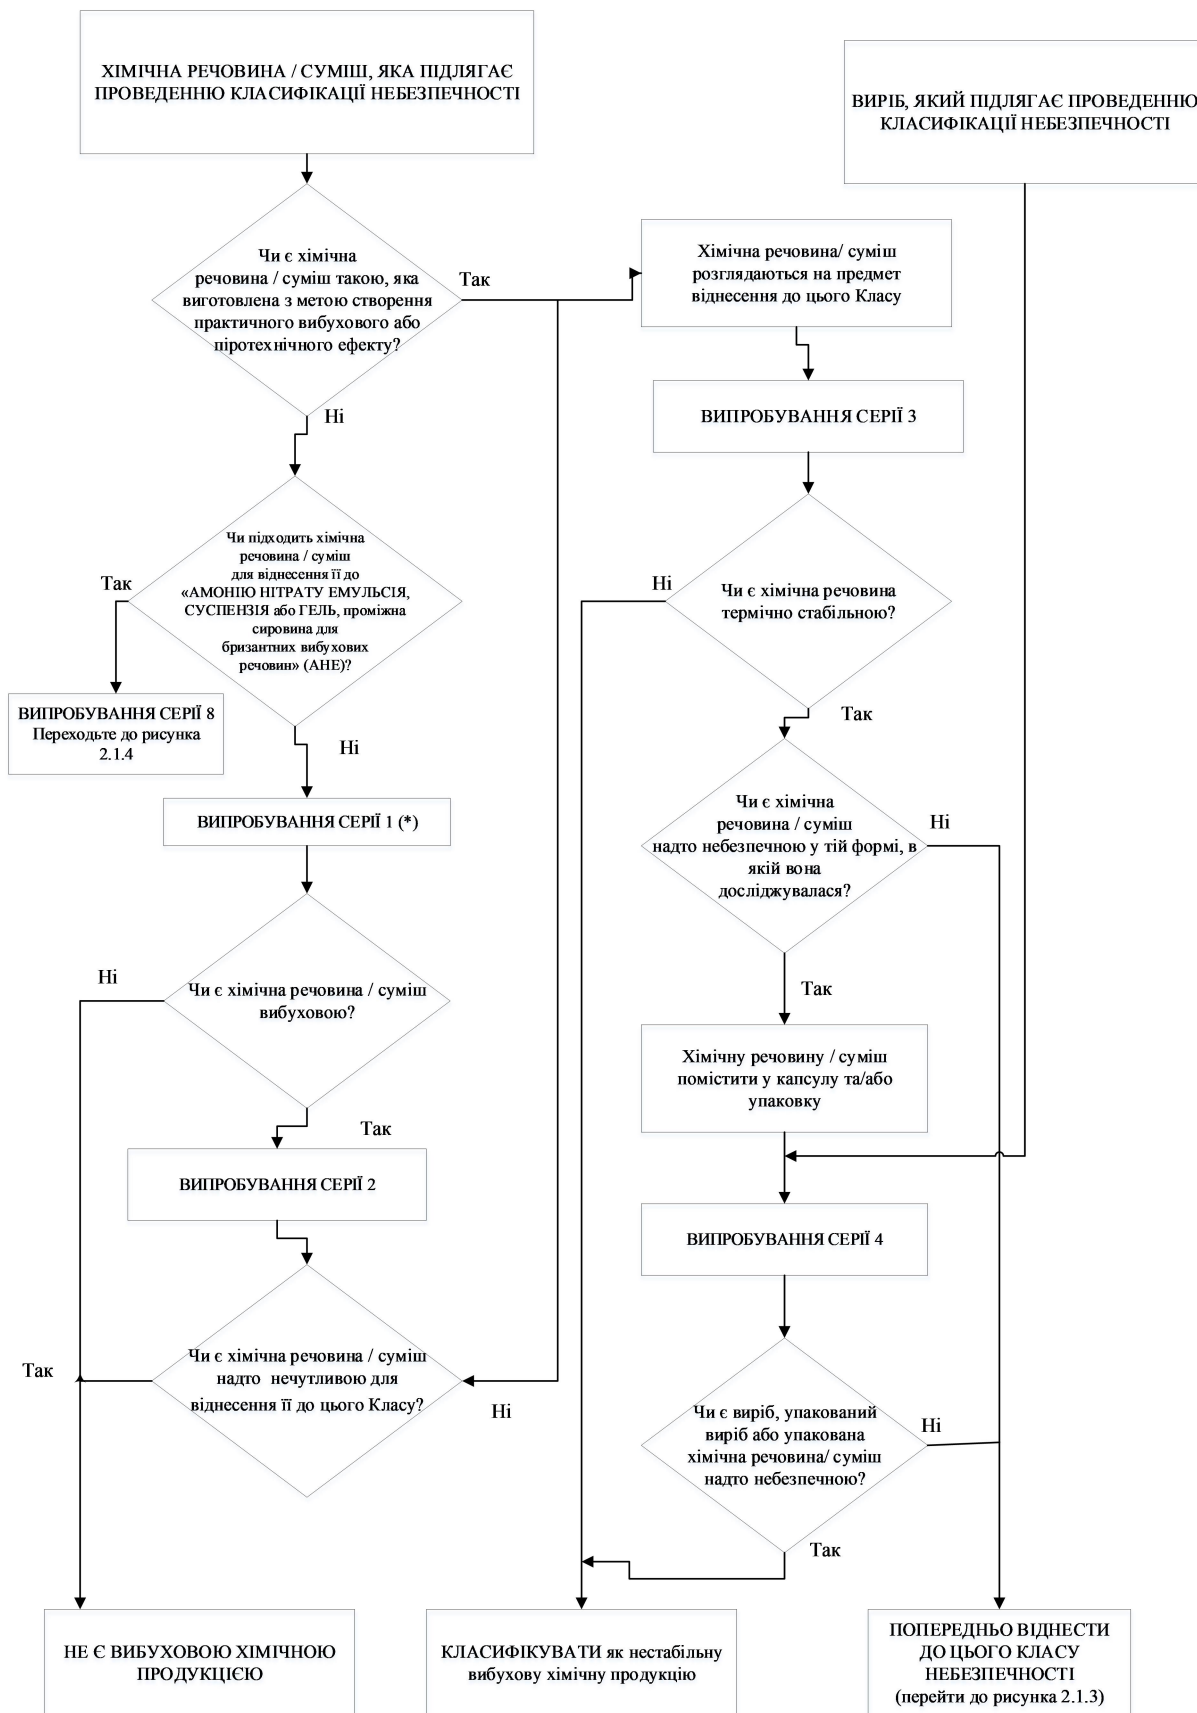 ХІМІЧНА РЕЧОВИНА / СУМІШ, ЯКА ПІДЛЯГАЄ
ПРОВЕДЕННЮ КЛАСИФІКАЦІЇ НЕБЕЗПЕЧНОСТІ
ВИРІБ, ЯКИЙ ПІДЛЯГАЄ ПРОВЕДЕННЮ
КЛАСИФІКАЦІЇ НЕБЕЗПЕЧНОСТІ
Чи є хімічна
речовина / суміш такою, яка
виготовлена з метою створення
практичного вибухового або
піротехнічного ефекту?
Так
Хімічна речовина/ суміш
розглядаються на предмет
віднесення до цього Класу
Ні
ВИПРОБУВАННЯ СЕРІЇ 3
Чи підходить хімічна
речовина / суміш
для віднесення її до
«АМОНІЮ НІТРАТУ ЕМУЛЬСІЯ,
СУСПЕНЗІЯ або ГЕЛЬ, проміжна
сировина для
бризантних вибухових
речовин» (АНЕ)?
Так
Ні
Чи є хімічна речовина
термічно стабільною?
ВИПРОБУВАННЯ СЕРІЇ 8
Переходьте до рисунка
2.1.4
Ні
Так
ВИПРОБУВАННЯ СЕРІЇ 1 (*)
Чи є хімічна
речовина / суміш
надто небезпечною у тій формі, в
якій вона
досліджувалася?
Ні
Ні
Чи є хімічна речовина / суміш
вибуховою?
Так
Хімічну речовину / суміш
помістити у капсулу та/або
упаковку
Так
ВИПРОБУВАННЯ СЕРІЇ 2
ВИПРОБУВАННЯ СЕРІЇ 4
Так
Чи є хімічна речовина / суміш
надто нечутливою для
віднесення її до цього Класу?
Ні
Чи є виріб, упакований
виріб або упакована
хімічна речовина/ суміш
надто небезпечною?
Ні
Так
НЕ Є ВИБУХОВОЮ ХІМІЧНОЮ
ПРОДУКЦІЄЮ
КЛАСИФІКУВАТИ як нестабільну
вибухову хімічну продукцію
ПОПЕРЕДНЬО ВІДНЕСТИ
ДО ЦЬОГО КЛАСУ
НЕБЕЗПЕЧНОСТІ
(перейти до рисунка 2.1.3)